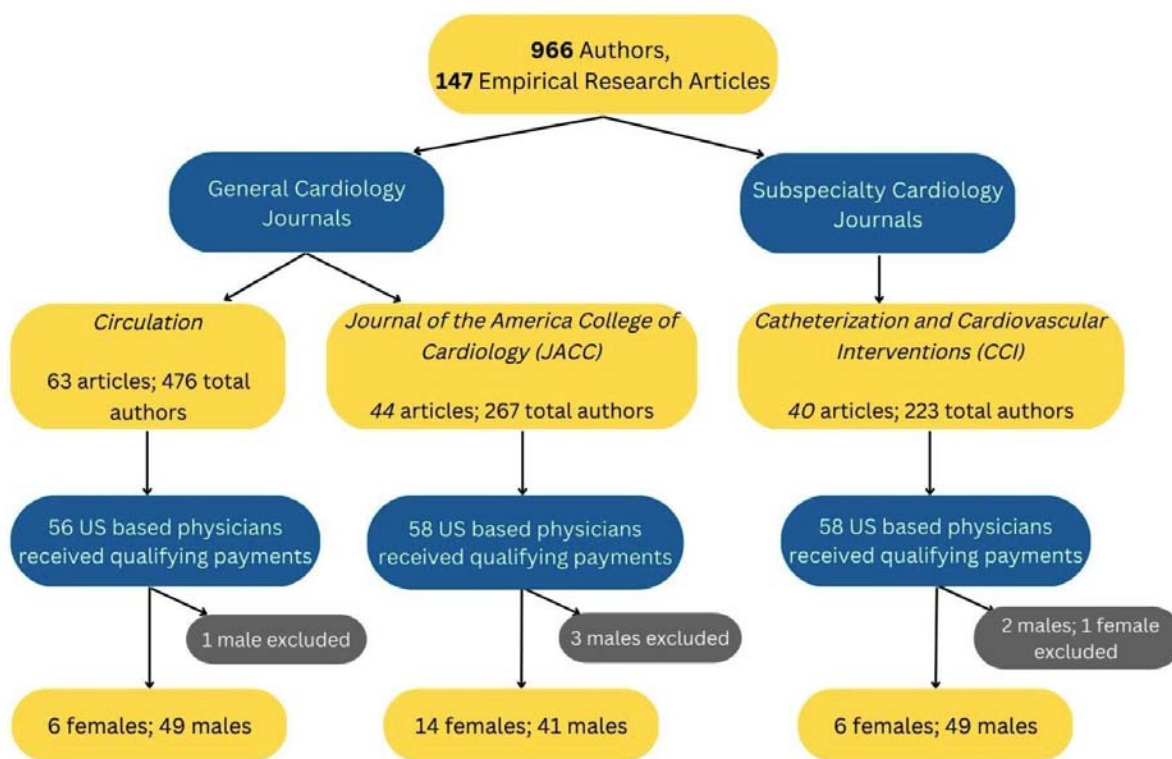 966 Authors,
147 Empirical Research Articles
General Cardiology
Journals
Subspecialty Cardiology
Journals
Circulation
63 articles; 476 total
authors
Journal of the America College of
Cardiology (JACC)
44 articles; 267 total authors
Catheterization and Cardiovascular
Interventions (CCI)
40 articles; 223 total authors
56 US based physicians
received qualifying payments
58 US based physicians
received qualifying payments
58 US based physicians
received qualifying payments
1 male excluded
3 males excluded
2 males; 1 female
excluded
6 females; 49 males
14 females; 41 males
6 females; 49 males